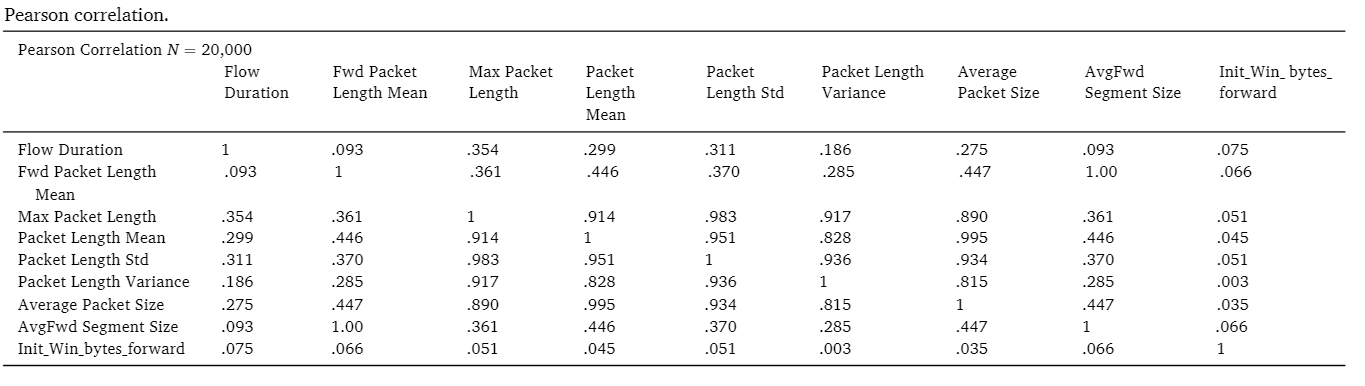 Pearson correlation.
Pearson Correlation N = 20,000
Flow Duration Fwd Packet Length Mean Max Packet Length Packet Length Mean Packet Length Std Packet Length Variance Average Packet Size AvgFwd Segment Size Init_Win_ bytes_ forward
Flow Duration 1 .093 .354 .299 .311 .186 .275 .093 .075
Fwd Packet Length Mean .093 1 .361 .446 .370 .285 .447 1.00 .066
Max Packet Length .354 .361 1 .914 .983 .917 .890 .361 .051
Packet Length Mean .299 .446 .914 1 .951 .828 .995 .446 .045
Packet Length Std .311 .370 .983 .951 1 .936 .934 .370 .051
Packet Length Variance .186 .285 .917 .828 .936 1 .815 .285 .003
Average Packet Size .275 .447 .890 .995 .934 .815 1 .447 .035
AvgFwd Segment Size .093 1.00 .361 .446 .370 .285 .447 1 .066
Init_Win_bytes_forward .075 .066 .051 .045 .051 .003 .035 .066 1